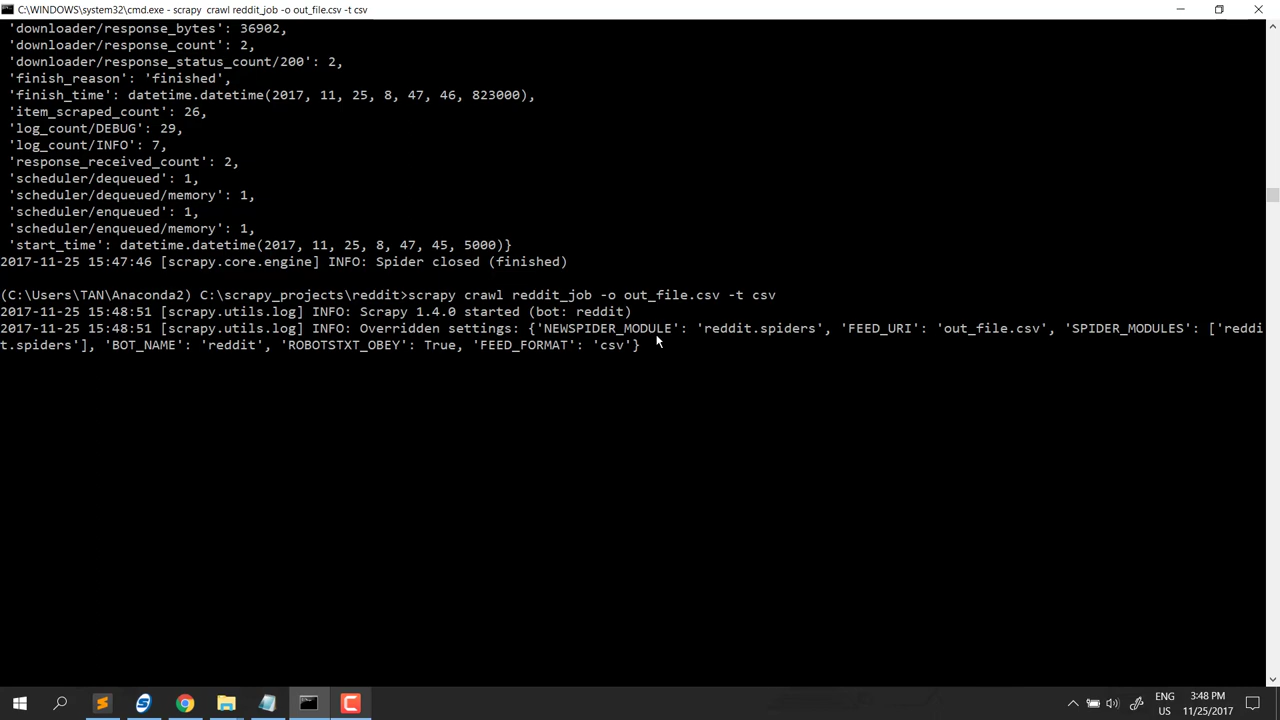 C:\WINDOWS\system32\cmd.exe - scrapy  crawl reddit_job -o out_file.csv -t csv
'downloader/response_bytes': 36902,
'downloader/response_count': 2,
'downloader/response_status_count/200': 2,
'finish_reason': 'finished',
'finish_time': datetime.datetime(2017, 11, 25, 8, 47, 46, 823000),
'item_scraped_count': 26,
'log_count/DEBUG': 29,
'log_count/INFO': 7,
'response_received_count': 2,
'scheduler/dequeued': 1,
'scheduler/dequeued/memory': 1,
'scheduler/enqueued': 1,
'scheduler/enqueued/memory': 1,
'start_time': datetime.datetime(2017, 11, 25, 8, 47, 45, 5000)}
2017-11-25 15:47:46 [scrapy.core.engine] INFO: Spider closed (finished)
(C:\Users\TAN\Anaconda2) C:\scrapy_projects\reddit>scrapy crawl reddit_job -o out_file.csv -t csv
2017-11-25 15:48:51 [scrapy.utils.log] INFO: Scrapy 1.4.0 started (bot: reddit)
2017-11-25 15:48:51 [scrapy.utils.log] INFO: Overridden settings: {'NEWSPIDER_MODULE': 'reddit.spiders', 'FEED_URI': 'out_file.csv', 'SPIDER_MODULES': ['reddi
t.spiders'], 'BOT_NAME': 'reddit', 'ROBOTSTXT_OBEY': True, 'FEED_FORMAT': 'csv'}
ENG
US
3:48 PM
11/25/2017